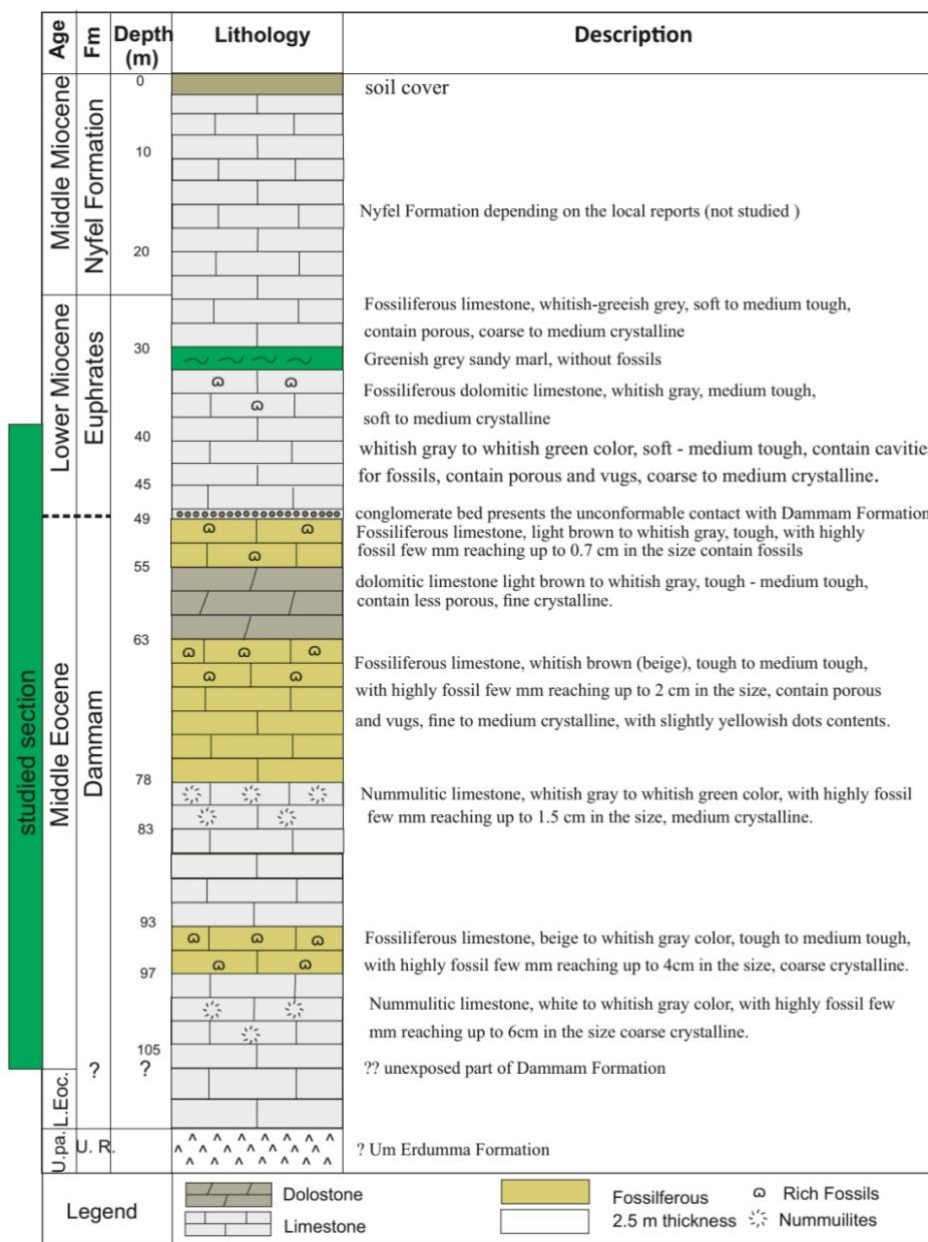 Age Fm Depth (m) Lithology Description
Middle Miocene
Nyfel Formation
Lower Miocene
Euphrates
Middle Eocene
Dammam
L.Eoc.
?
U.pa.
U. R.
studied section
0
soil cover
10
Nyfel Formation depending on the local reports (not studied )
20
Fossiliferous limestone, whitish-greeish grey, soft to medium tough,
contain porous, coarse to medium crystalline
30
Greenish grey sandy marl, without fossils
Fossiliferous dolomitic limestone, whitish gray, medium tough,
soft to medium crystalline
40
whitish gray to whitish green color, soft - medium tough, contain cavities
for fossils, contain porous and vugs, coarse to medium crystalline.
45
conglomerate bed presents the unconformable contact with Dammam Formation
49
Fossiliferous limestone, light brown to whitish gray, tough, with highly
fossil few mm reaching up to 0.7 cm in the size contain fossils
55
dolomitic limestone light brown to whitish gray, tough - medium tough,
contain less porous, fine crystalline.
63
Fossiliferous limestone, whitish brown (beige), tough to medium tough,
with highly fossil few mm reaching up to 2 cm in the size, contain porous
and vugs, fine to medium crystalline, with slightly yellowish dots contents.
78
Nummulitic limestone, whitish gray to whitish green color, with highly fossil
few mm reaching up to 1.5 cm in the size, medium crystalline.
83
93
Fossiliferous limestone, beige to whitish gray color, tough to medium tough,
with highly fossil few mm reaching up to 4cm in the size, coarse crystalline.
97
Nummulitic limestone, white to whitish gray color, with highly fossil few
mm reaching up to 6cm in the size coarse crystalline.
105
?
?? unexposed part of Dammam Formation
? Um Erdumma Formation
Legend
Dolostone
Limestone
Fossilferous
2.5 m thickness
Rich Fossils
Nummuilites